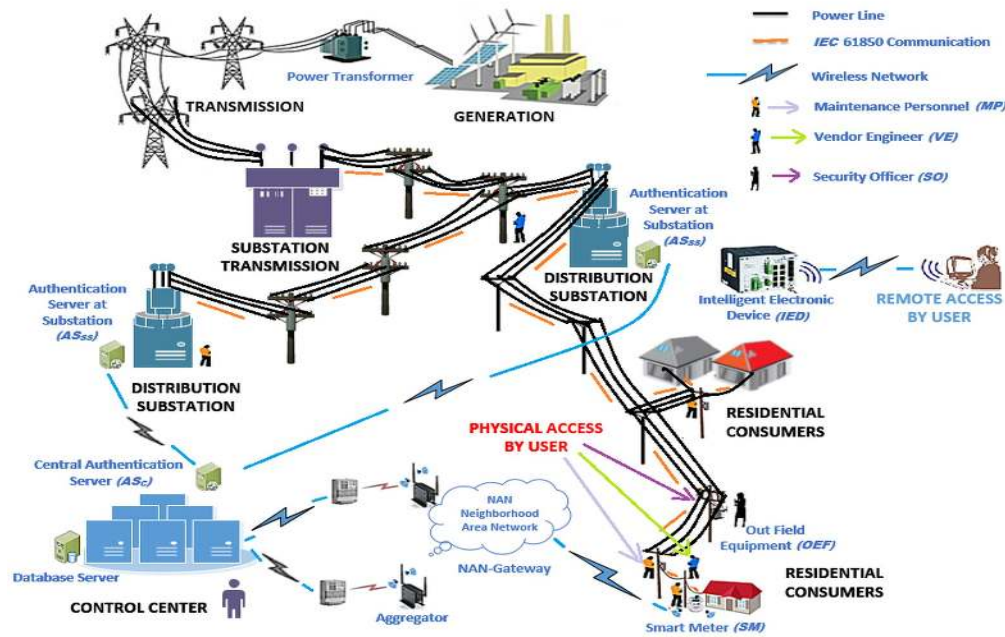 Power Line
IEC 61850 Communication
Power Transformer
Wireless Network
TRANSMISSION
GENERATION
Maintenance Personnel (MP)
Vendor Engineer (VE)
Security Officer (SO)
Authentication
Server at
Substation
(ASSS)
SUBSTATION
TRANSMISSION
DISTRIBUTION
SUBSTATION
Intelligent Electronic
Device (IED)
REMOTE ACCESS
BY USER
Authentication
Server at
Substation
(ASSS)
DISTRIBUTION
SUBSTATION
RESIDENTIAL
CONSUMERS
PHYSICAL ACCESS
BY USER
Central Authentication
Server (ASC)
NAN
Neighborhood
Area Network
NAN-Gateway
Out Field
Equipment (OEF)
Database Server
CONTROL CENTER
Aggregator
RESIDENTIAL
CONSUMERS
Smart Meter (SM)